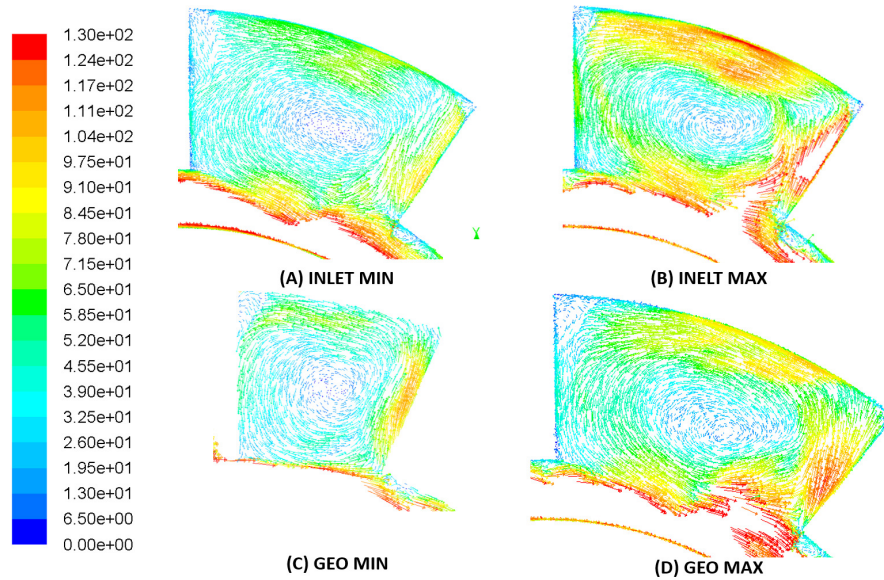 1.30e+02
1.24e+02
1.17e+02
1.11e+02
1.04e+02
9.75e+01
9.10e+01
8.45e+01
7.80e+01
7.15e+01
6.50e+01
5.85e+01
5.20e+01
4.55e+01
3.90e+01
3.25e+01
2.60e+01
1.95e+01
1.30e+01
6.50e+00
0.00e+00
Y
(A) INLET MIN
(B) INELT MAX
(C) GEO MIN
(D) GEO MAX